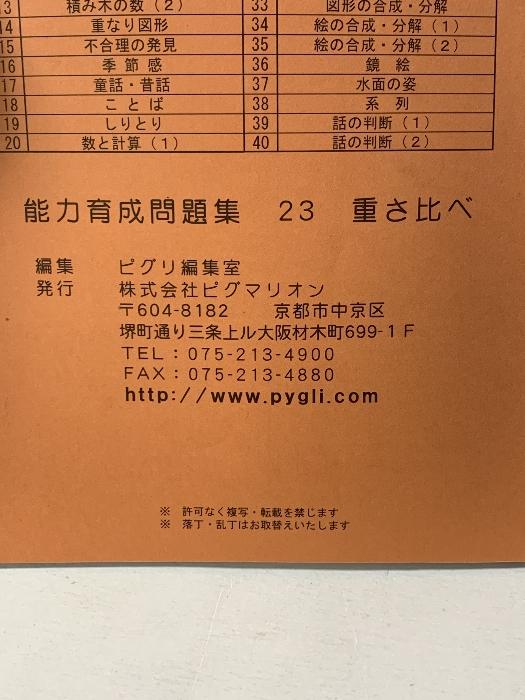 13 積み木の数（2） 33 図形の合成・分解
14 重なり図形 34 絵の合成・分解（1）
15 不合理の発見 35 絵の合成・分解（2）
16 季節感 36 鏡絵
17 童話・昔話 37 水面の姿
18 ことば 38 系列
19 しりとり 39 話の判断（1）
20 数と計算（1） 40 話の判断（2）
能力育成問題集 23 重さ比べ
編集 ピグリ編集室
発行 株式会社ピグマリオン
〒604-8182 京都市中京区
堺町通り三条上ル大阪材木町699-1F
TEL：075-213-4900
FAX：075-213-4880
http://www.pygli.com
※ 許可なく複写・転載を禁じます
※ 落丁・乱丁はお取替えいたします